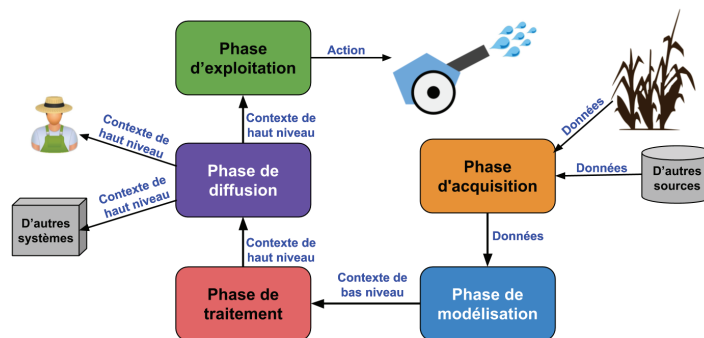 Phase
d'exploitation
Action
Contexte de
haut niveau
Contexte de
haut niveau
Phase de
diffusion
Contexte de
haut niveau
D'autres
systèmes
Données
Phase
d'acquisition
Données
D'autres
sources
Contexte de
haut niveau
Données
Phase de
traitement
Contexte de
bas niveau
Phase de
modélisation